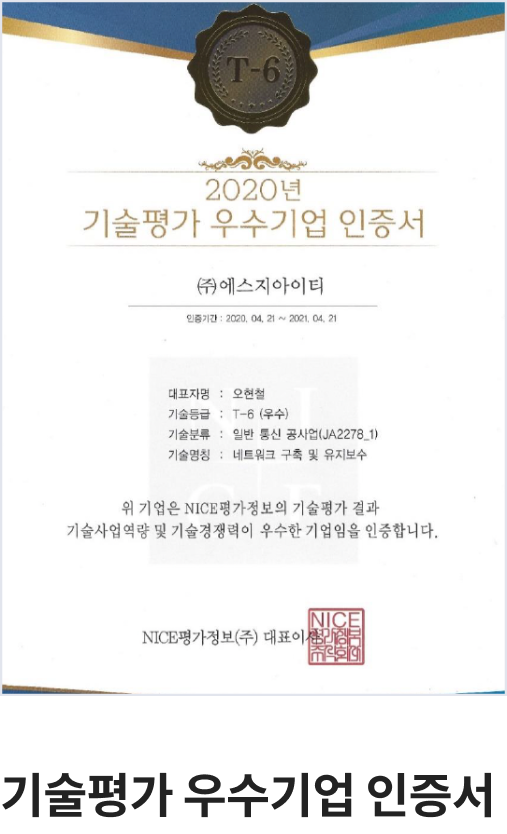 T-6
2020년
기술평가 우수기업 인증서
㈜에스지아이티
인증기간 : 2020. 04. 21 ~ 2021. 04. 21
대표자명 : 오현철
기술등급 : T-6 (우수)
기술분류 : 일반 통신 공사업(JA2278_1)
기술명칭 : 네트워크 구축 및 유지보수
위 기업은 NICE평가정보의 기술평가 결과
기술사업역량 및 기술경쟁력이 우수한 기업임을 인증합니다.
NICE평가정보(주) 대표이사
NICE
기술평가 우수기업 인증서